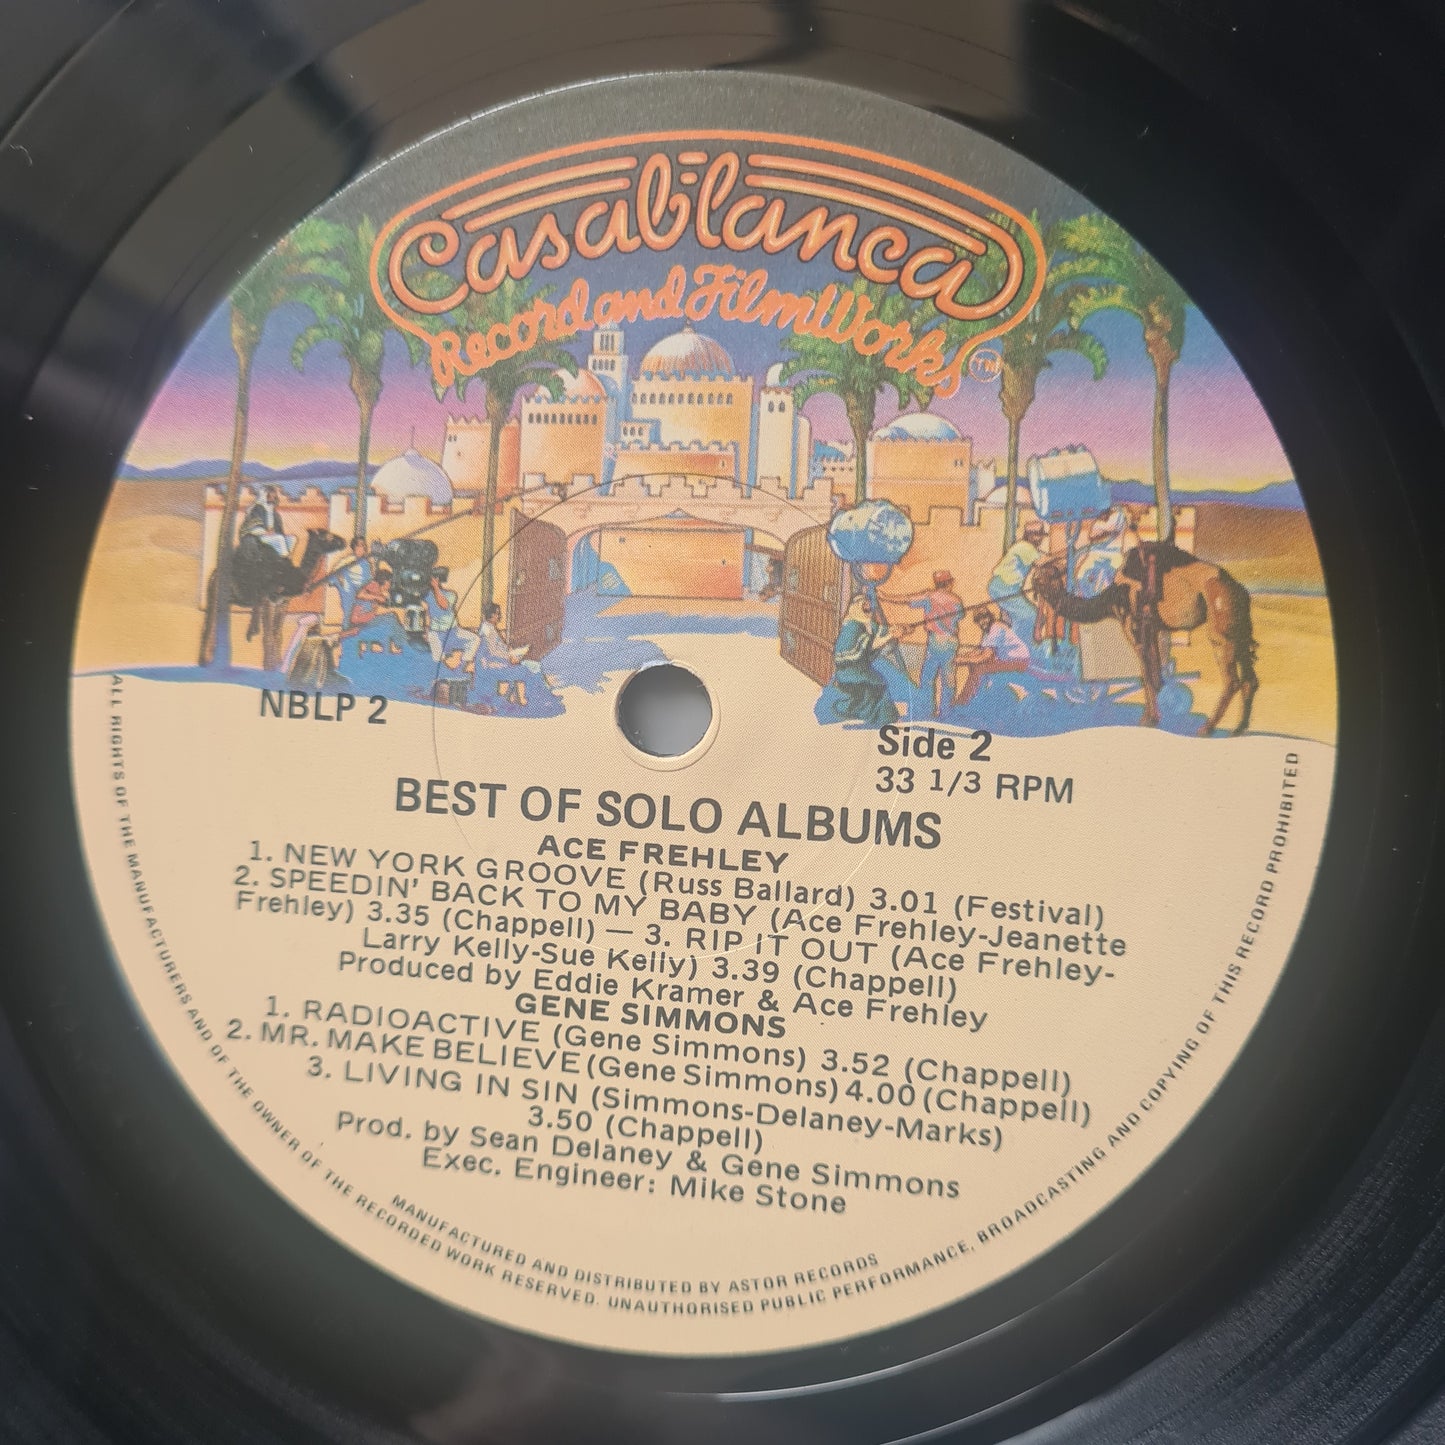 Casablanca
Record and FilmWorks
TM
NBLP 2
Side 2
33 1/3 RPM
BEST OF SOLO ALBUMS
ACE FREHLEY
1. NEW YORK GROOVE (Russ Ballard) 3.01 (Festival)
2. SPEEDIN' BACK TO MY BABY (Ace Frehley-Jeanette
Frehley) 3.35 (Chappell) — 3. RIP IT OUT (Ace Frehley-
Larry Kelly-Sue Kelly) 3.39 (Chappell)
Produced by Eddie Kramer & Ace Frehley
GENE SIMMONS
1. RADIOACTIVE (Gene Simmons) 3.52 (Chappell)
2. MR. MAKE BELIEVE (Gene Simmons) 4.00 (Chappell)
3. LIVING IN SIN (Simmons-Delaney-Marks)
3.50 (Chappell)
Prod. by Sean Delaney & Gene Simmons
Exec. Engineer: Mike Stone
MANUFACTURED AND DISTRIBUTED BY ASTOR RECORDS
ALL RIGHTS OF THE MANUFACTURERS AND OF THE OWNER OF THE RECORDED WORK RESERVED. UNAUTHORISED PUBLIC PERFORMANCE, BROADCASTING AND COPYING OF THIS RECORD PROHIBITED